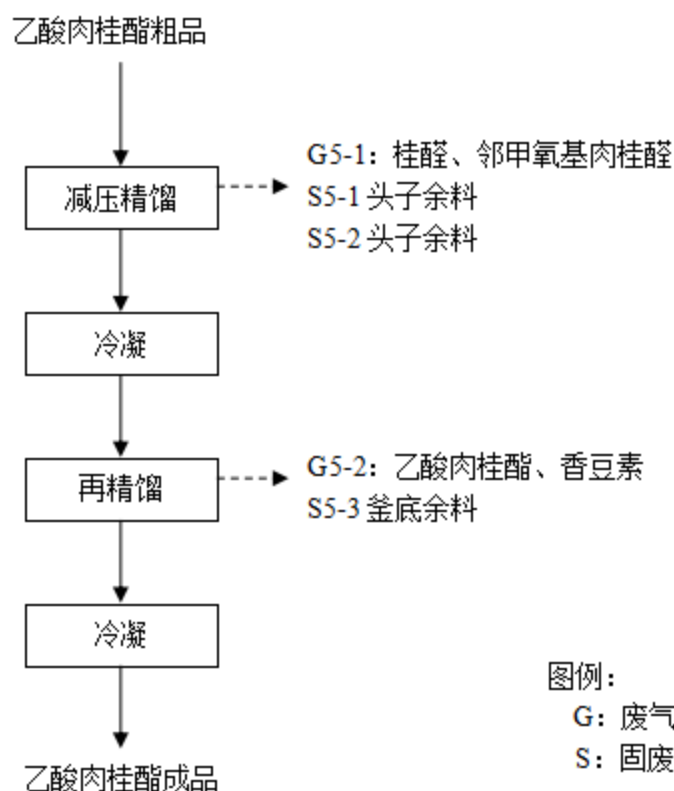 乙酸肉桂酯粗品
减压精馏
G5-1：桂醛、邻甲氧基肉桂醛
S5-1 头子余料
S5-2 头子余料
冷凝
再精馏
G5-2：乙酸肉桂酯、香豆素
S5-3 釜底余料
冷凝
图例：
G：废气
S：固废
乙酸肉桂酯成品